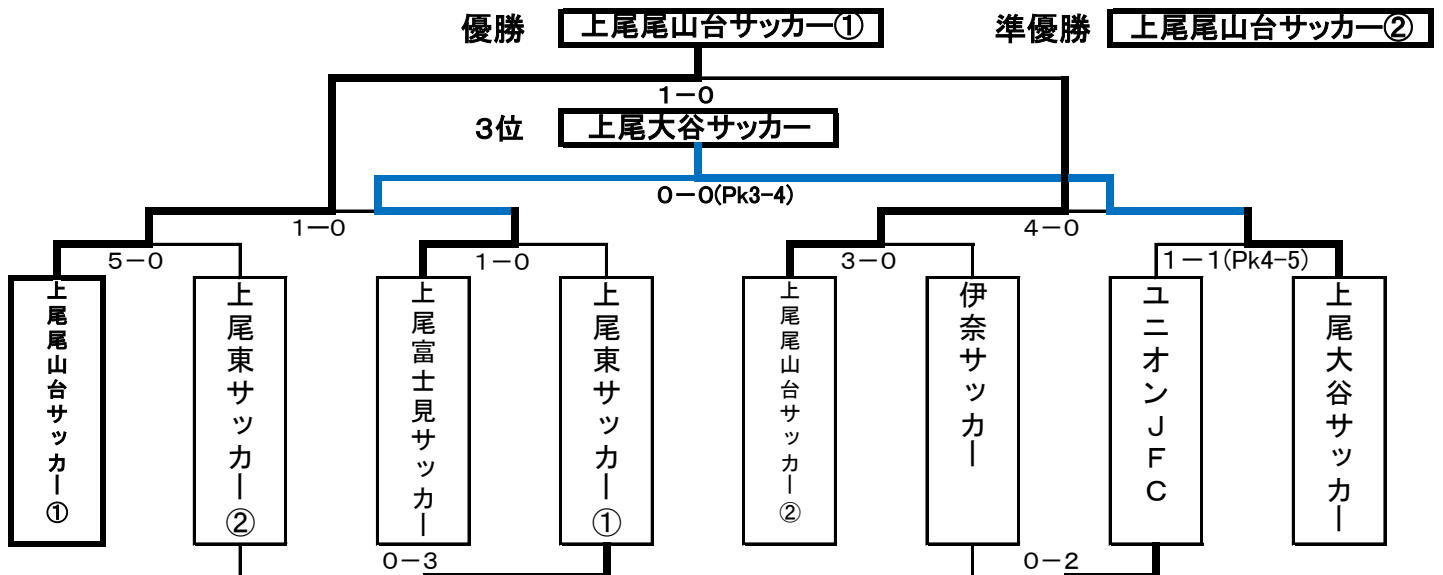 優勝 上尾尾山台サッカー① 準優勝 上尾尾山台サッカー②
1－0
3位 上尾大谷サッカー
0－0(Pk3-4)
1－0 4－0
5－0 1－0 3－0 1－1(Pk4-5)
上尾尾山台サッカー①
上尾東サッカー②
上尾富士見サッカー
上尾東サッカー①
上尾尾山台サッカー②
伊奈サッカー
ユニオンJFC
上尾大谷サッカー
0－3 0－2